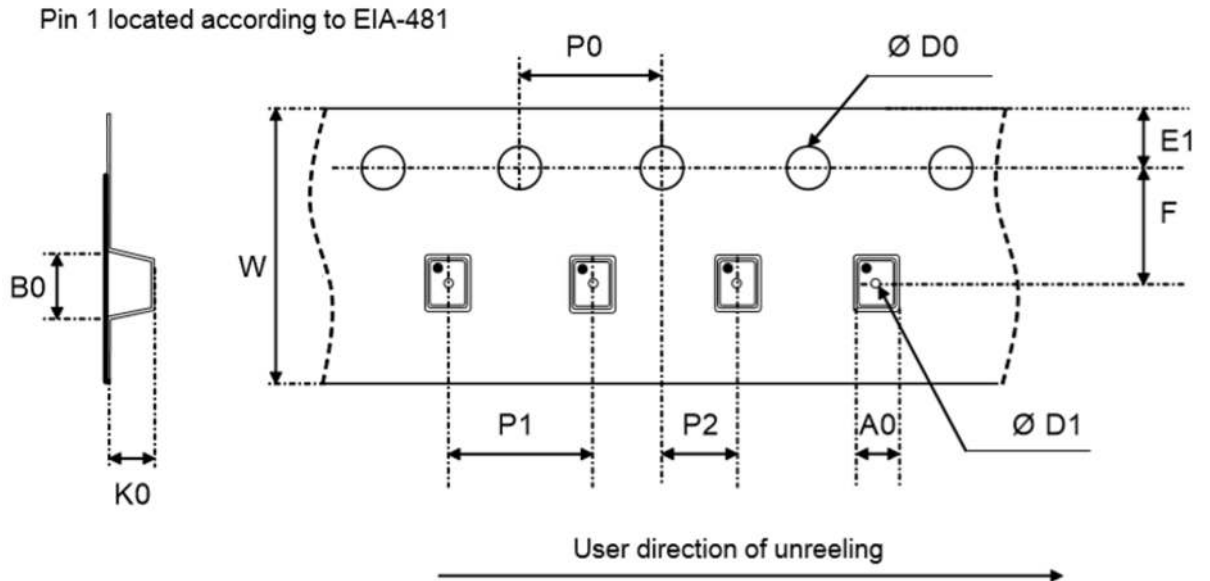 Pin 1 located according to EIA-481
P0
Ø D0
E1
F
W
B0
P1
P2
A0
Ø D1
K0
User direction of unreeling